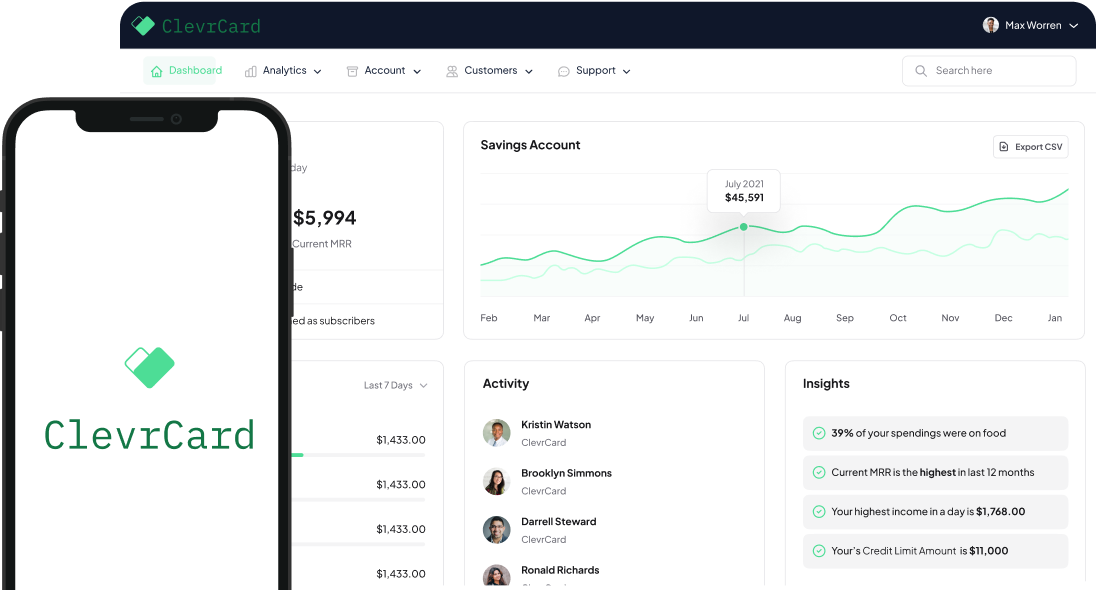 ClevrCard
Max Worren
Dashboard
Analytics
Account
Customers
Support
Search here
day
$5,994
Current MRR
de
ed as subscribers
Savings Account
Export CSV
July 2021
$45,591
Feb Mar Apr May Jun Jul Aug Sep Oct Nov Dec Jan
ClevrCard
Last 7 Days
$1,433.00
$1,433.00
$1,433.00
$1,433.00
Activity
Kristin Watson
ClevrCard
Brooklyn Simmons
ClevrCard
Darrell Steward
ClevrCard
Ronald Richards
Insights
39% of your spendings were on food
Current MRR is the highest in last 12 months
Your highest income in a day is $1,768.00
Your's Credit Limit Amount is $11,000